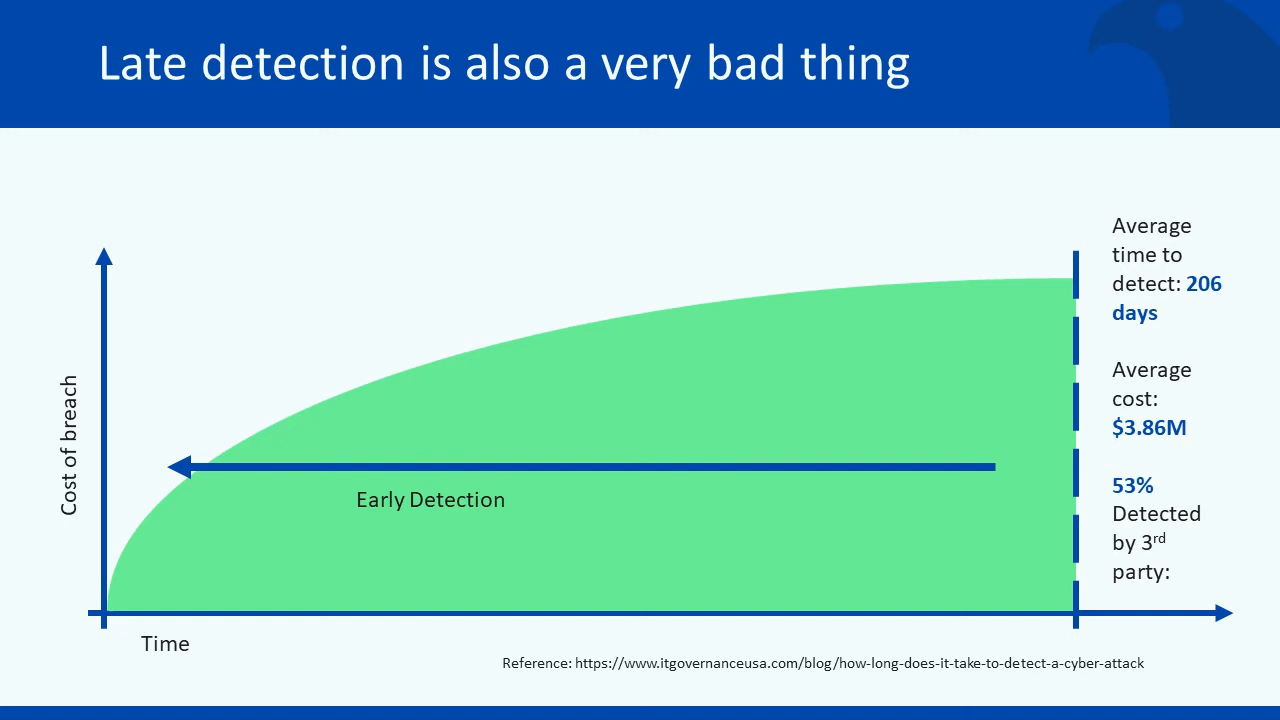 Late detection is also a very bad thing
Average
time to
detect: 206
days
Average
cost:
$3.86M
53%
Detected
by 3rd
party:
Cost of breach
Early Detection
Time
Reference: https://www.itgovernanceusa.com/blog/how-long-does-it-take-to-detect-a-cyber-attack